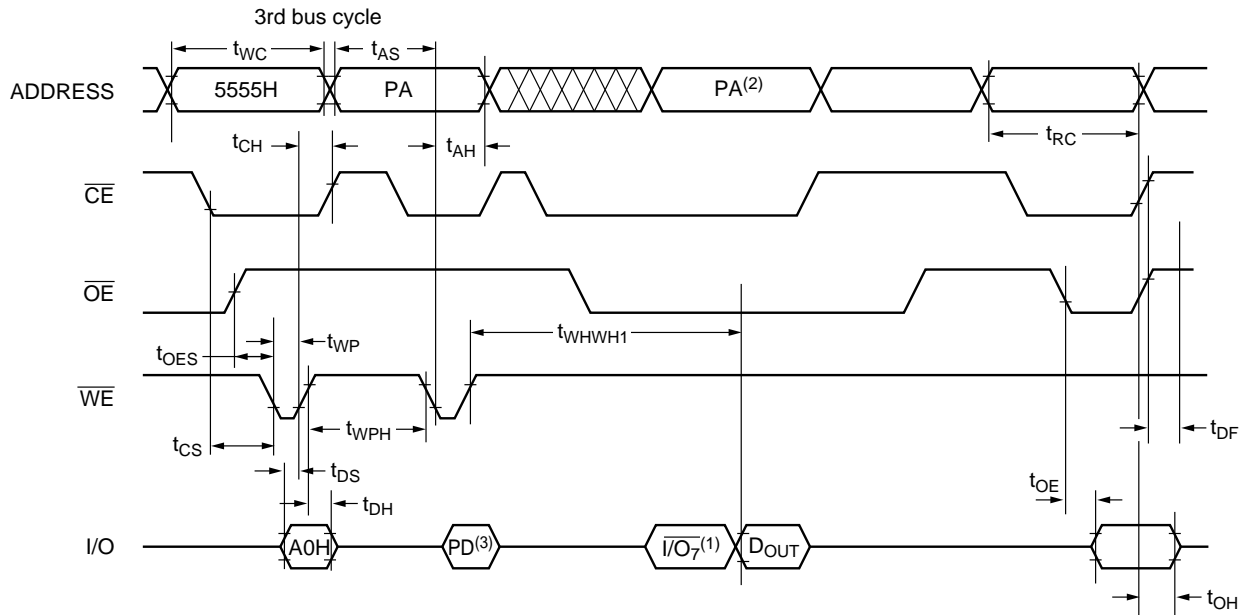 3rd bus cycle
tWC
tAS
ADDRESS
5555H
PA
PA(2)
tCH
tAH
tRC
CE
OE
tWHWH1
tOES
tWP
WE
tCS
tWPH
tDF
tDS
tDH
tOE
I/O
A0H
PD(3)
I/O7(1)
DOUT
tOH